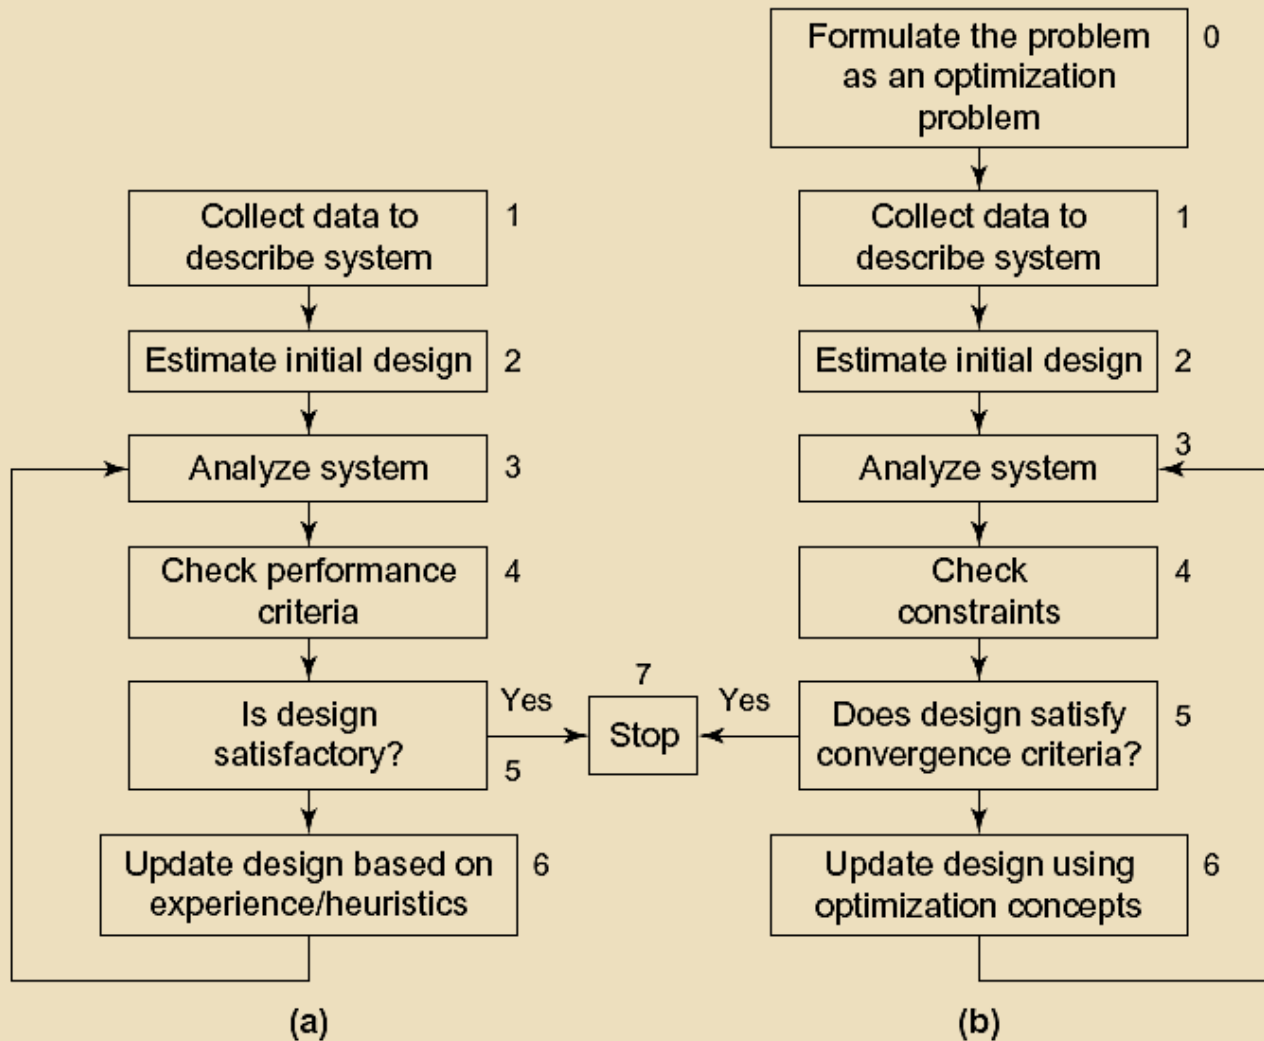 Formulate the problem
as an optimization
problem
0
Collect data to
describe system
1
Collect data to
describe system
1
Estimate initial design
2
Estimate initial design
2
Analyze system
3
Analyze system
3
Check performance
criteria
4
Check
constraints
4
Is design
satisfactory?
5
Yes
7
Stop
Yes
Does design satisfy
convergence criteria?
5
Update design based on
experience/heuristics
6
Update design using
optimization concepts
6
(a)
(b)